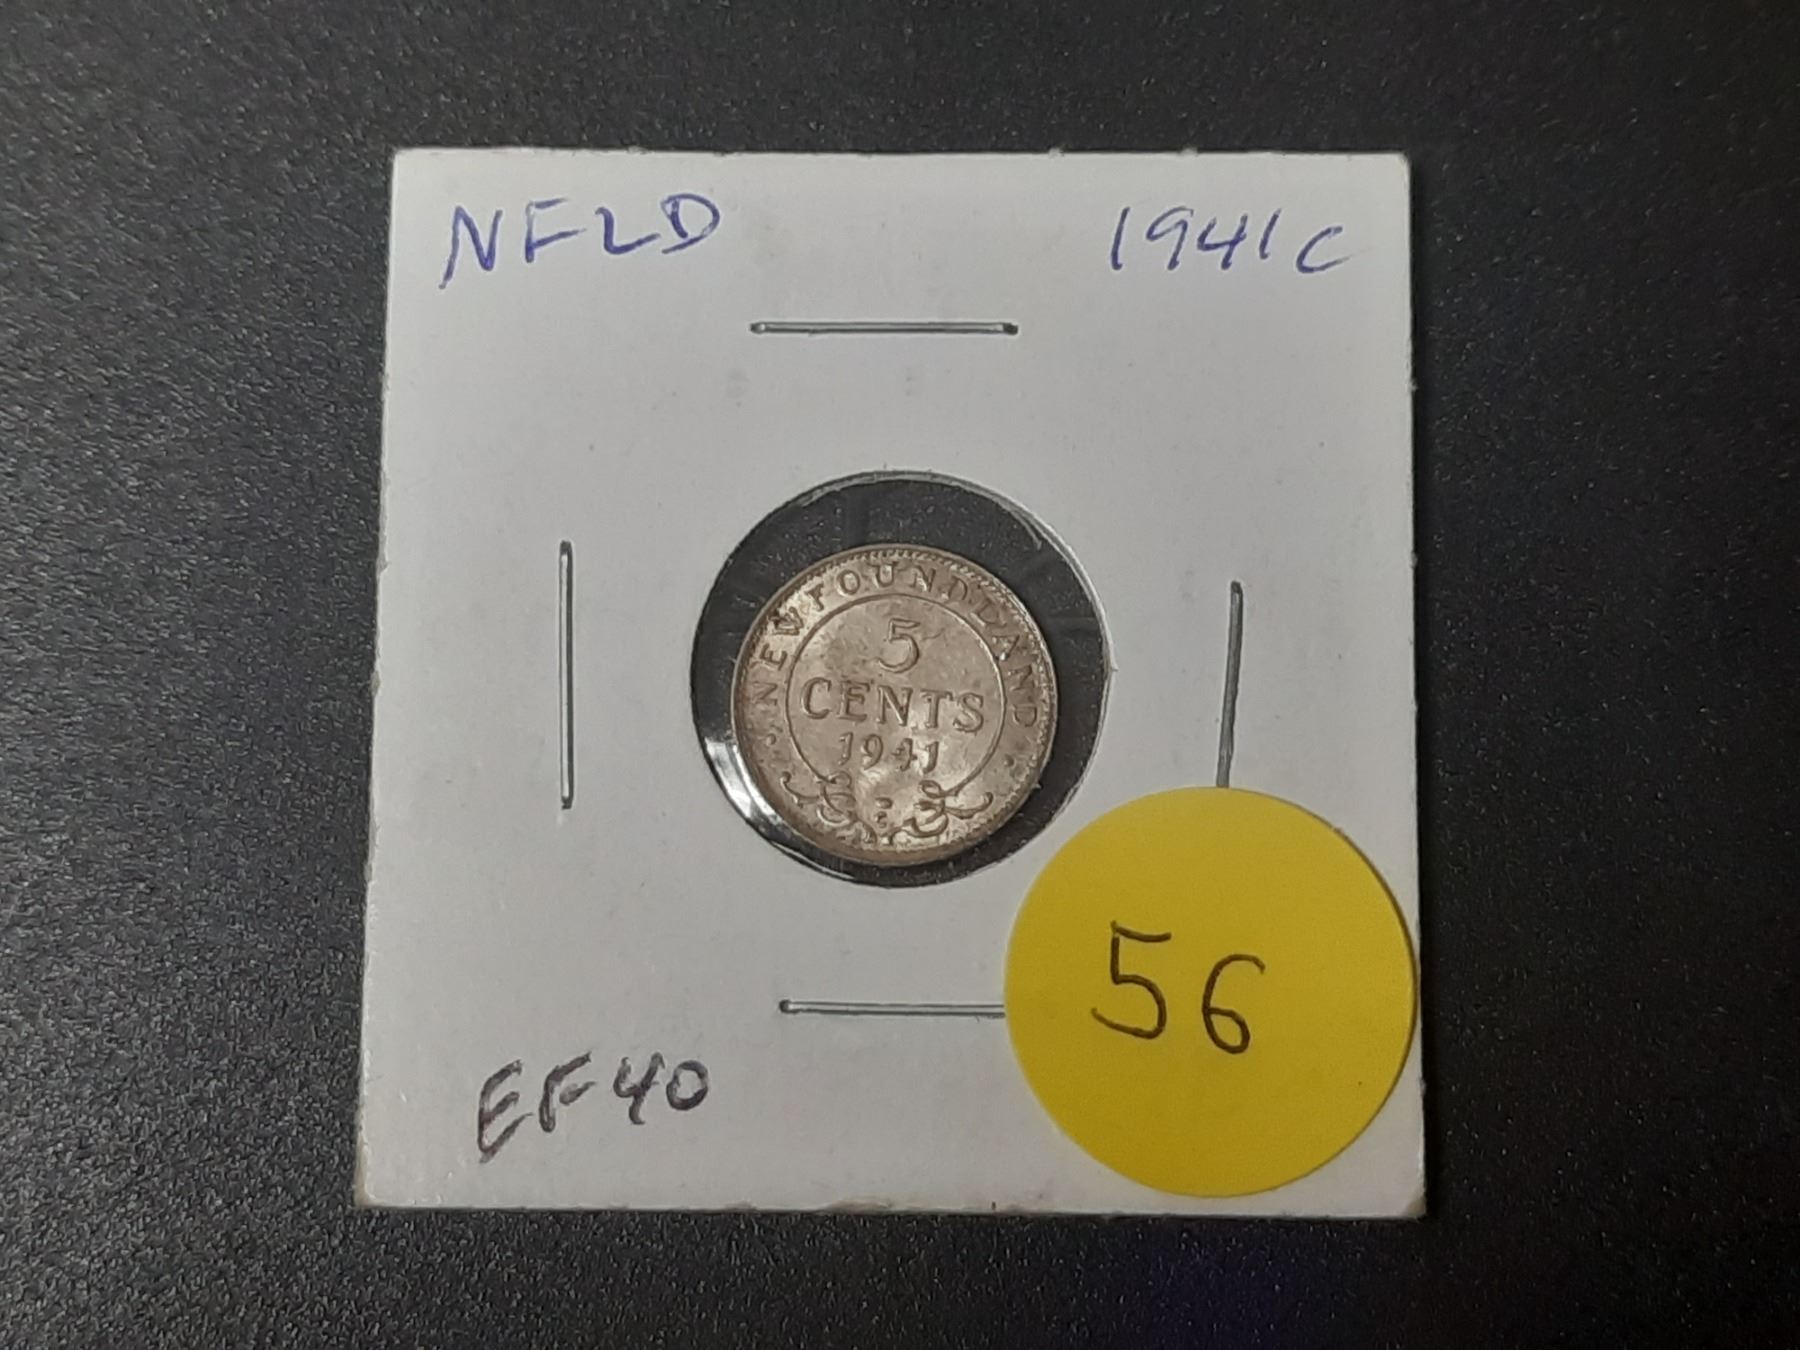 NFLD 1941C
NEWFOUNDLAND
5
CENTS
1941
C
EF40
56